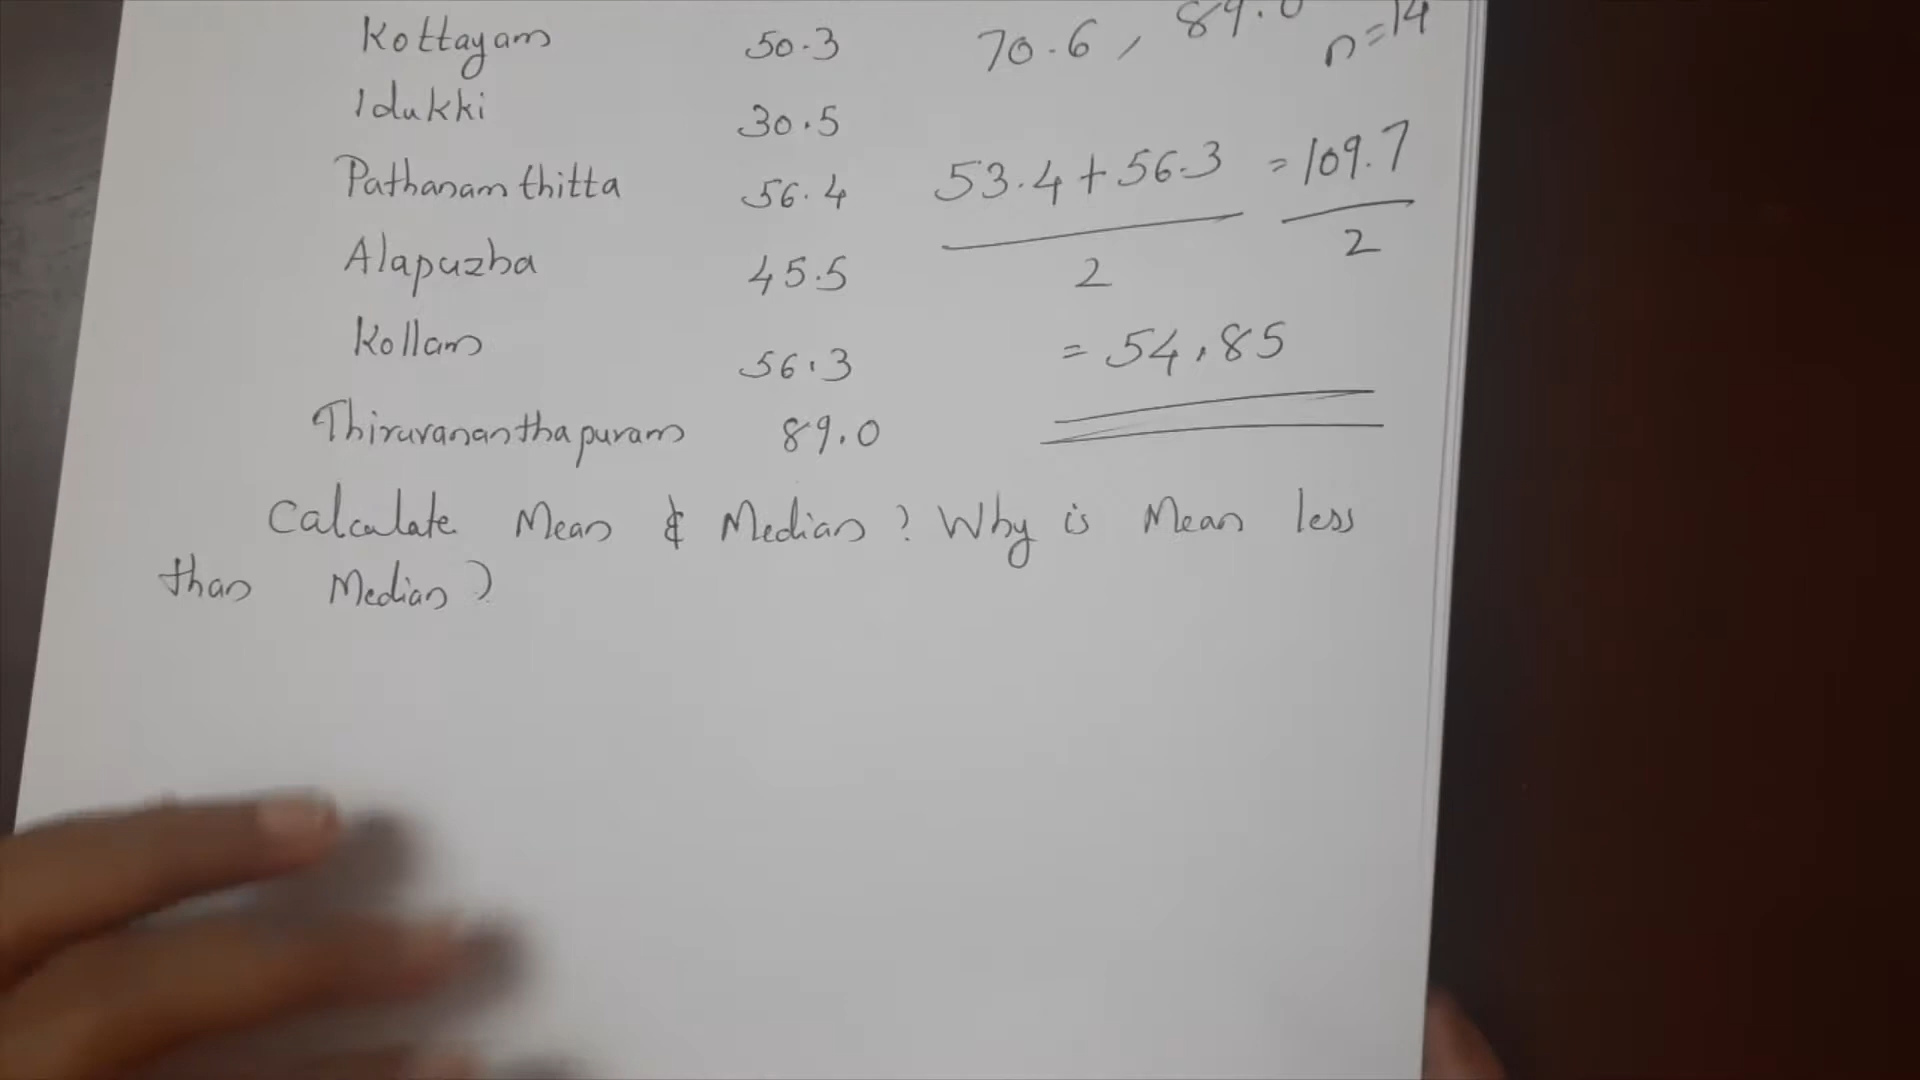 Kottayam 50.3 70.6, 89.0 n=14
Idukki 30.5
Pathanamthitta 56.4 53.4+56.3 = 109.7
2 2
Alapuzha 45.5
Kollam 56.3 = 54.85
Thiruvananthapuram 89.0
Calculate Mean & Median? Why is Mean less
than Median?